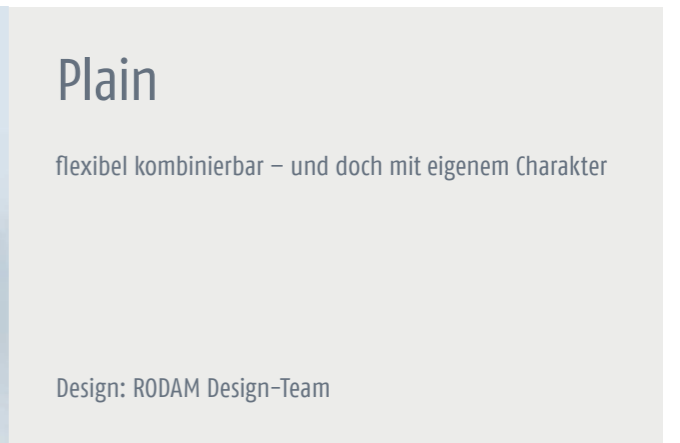 Plain
flexibel kombinierbar – und doch mit eigenem Charakter
Design: RODAM Design-Team